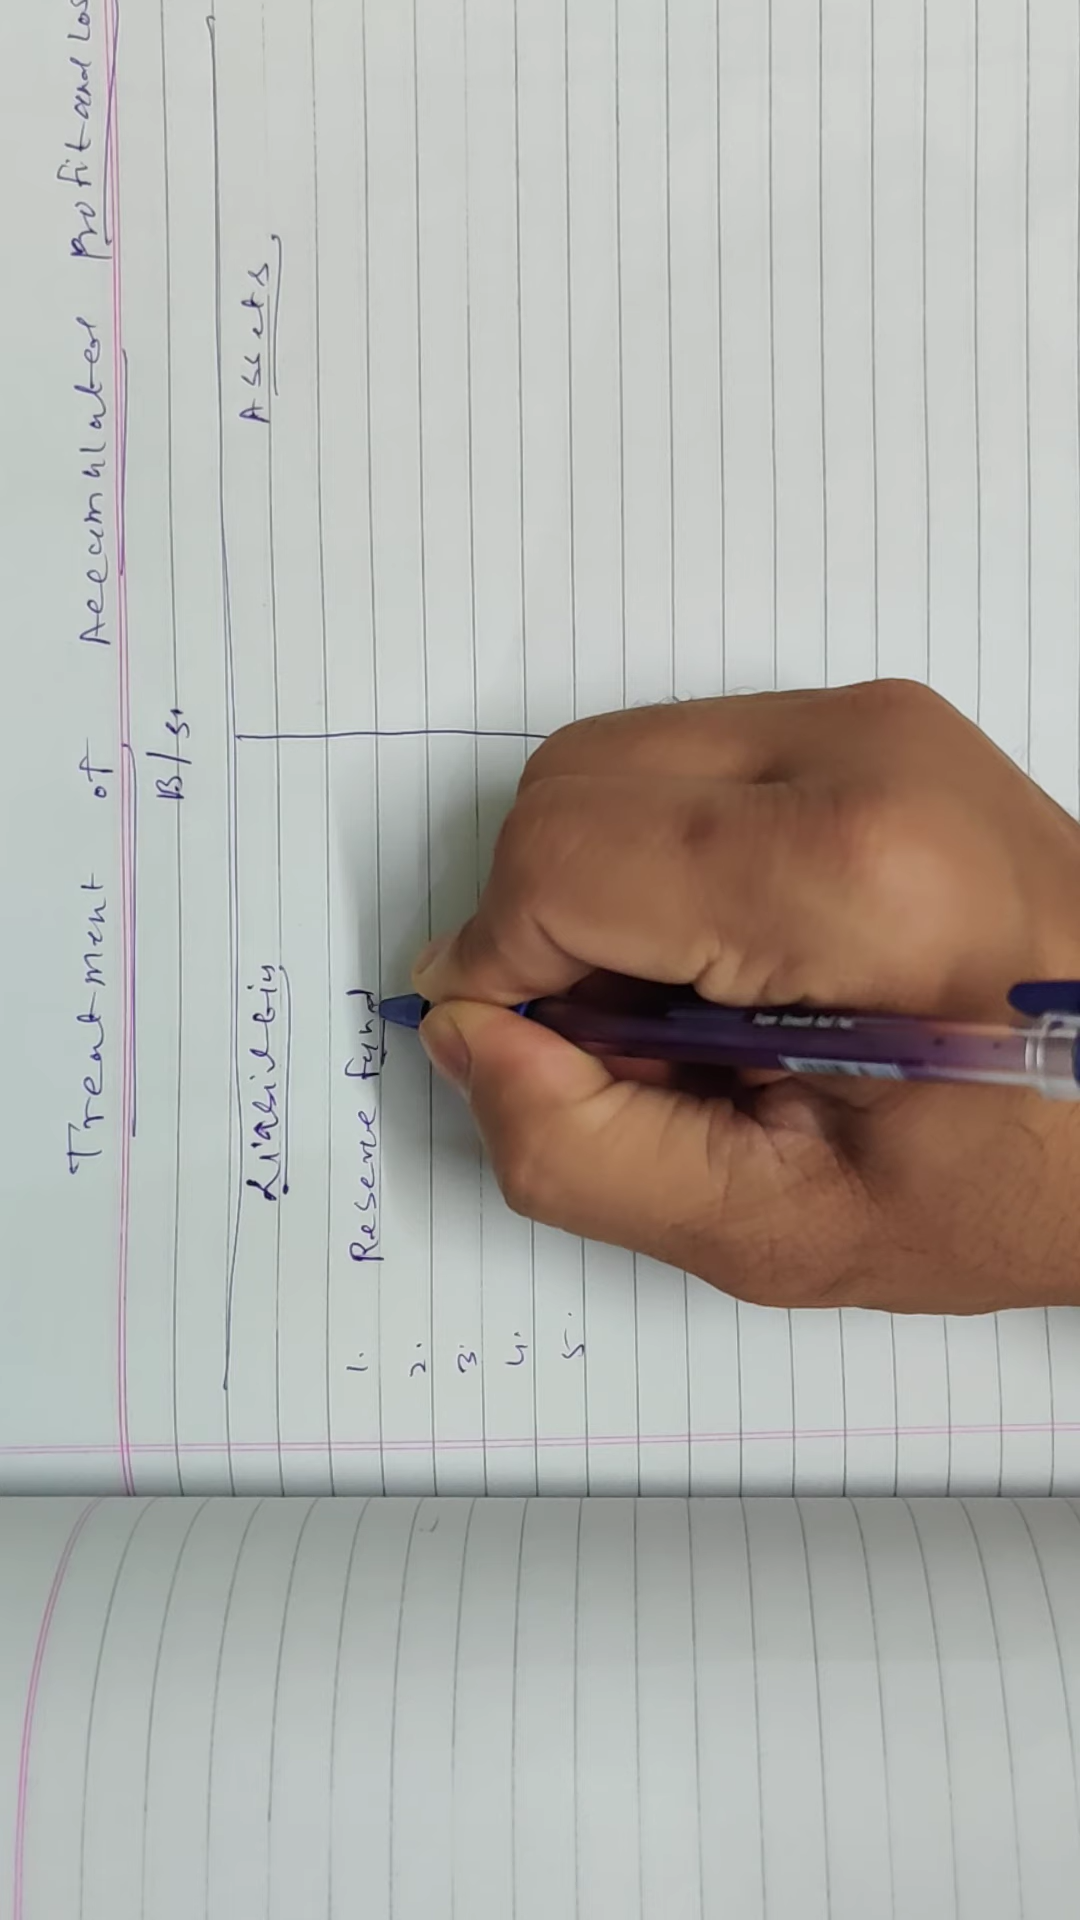 Treatment of Accumulated Profit and Los
B/S.
Liabilities Assets
1. Reserve fund
2.
3.
4.
5.